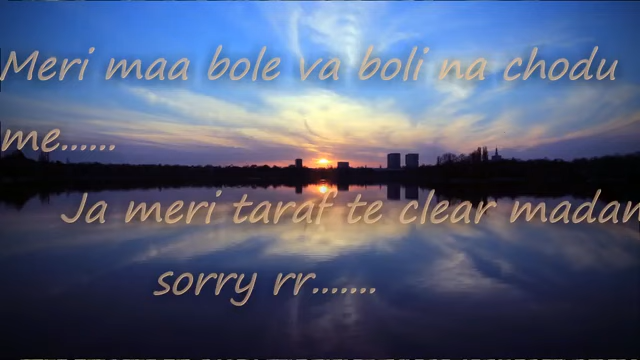 Meri maa bole va boli na chodu
me......
Ja meri taraf te clear madan
sorry rr.......